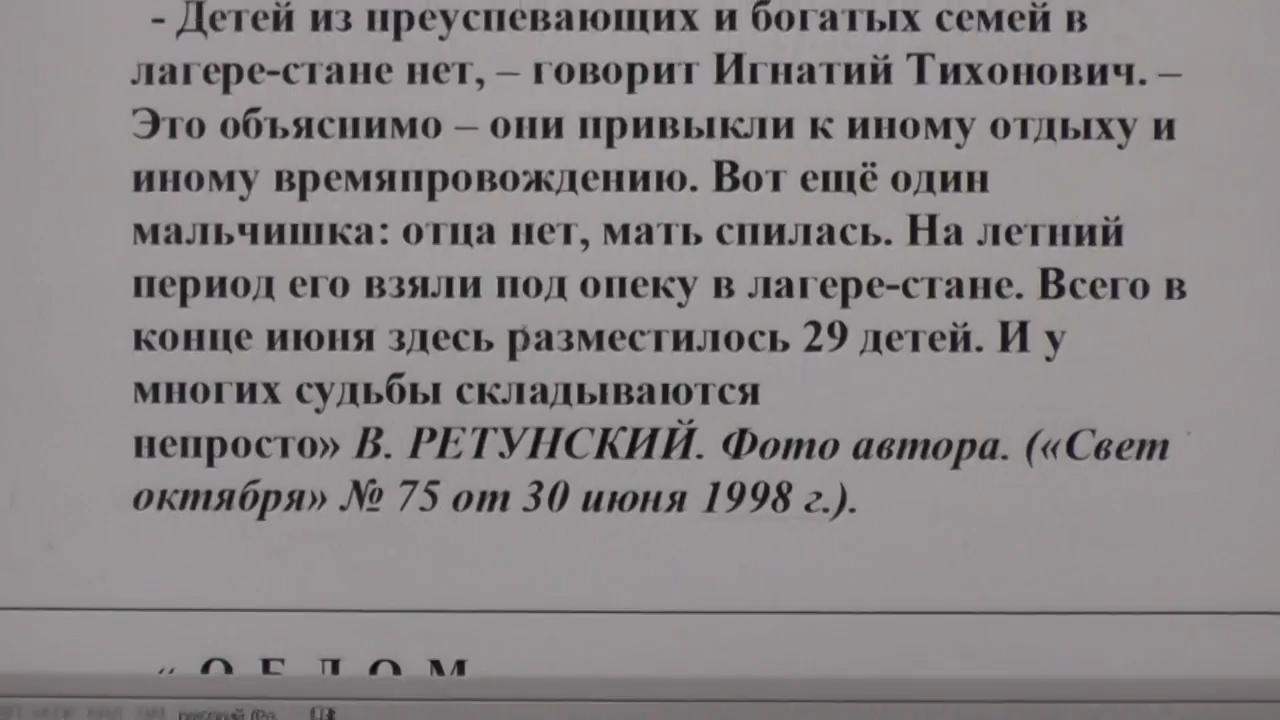 - Детей из преуспевающих и богатых семей в
лагере-стане нет, – говорит Игнатий Тихонович. –
Это объяснимо – они привыкли к иному отдыху и
иному времяпровождению. Вот ещё один
мальчишка: отца нет, мать спилась. На летний
период его взяли под опеку в лагере-стане. Всего в
конце июня здесь разместилось 29 детей. И у
многих судьбы складываются
непросто» В. РЕТУНСКИЙ. Фото автора. («Свет
октября» № 75 от 30 июня 1998 г.).